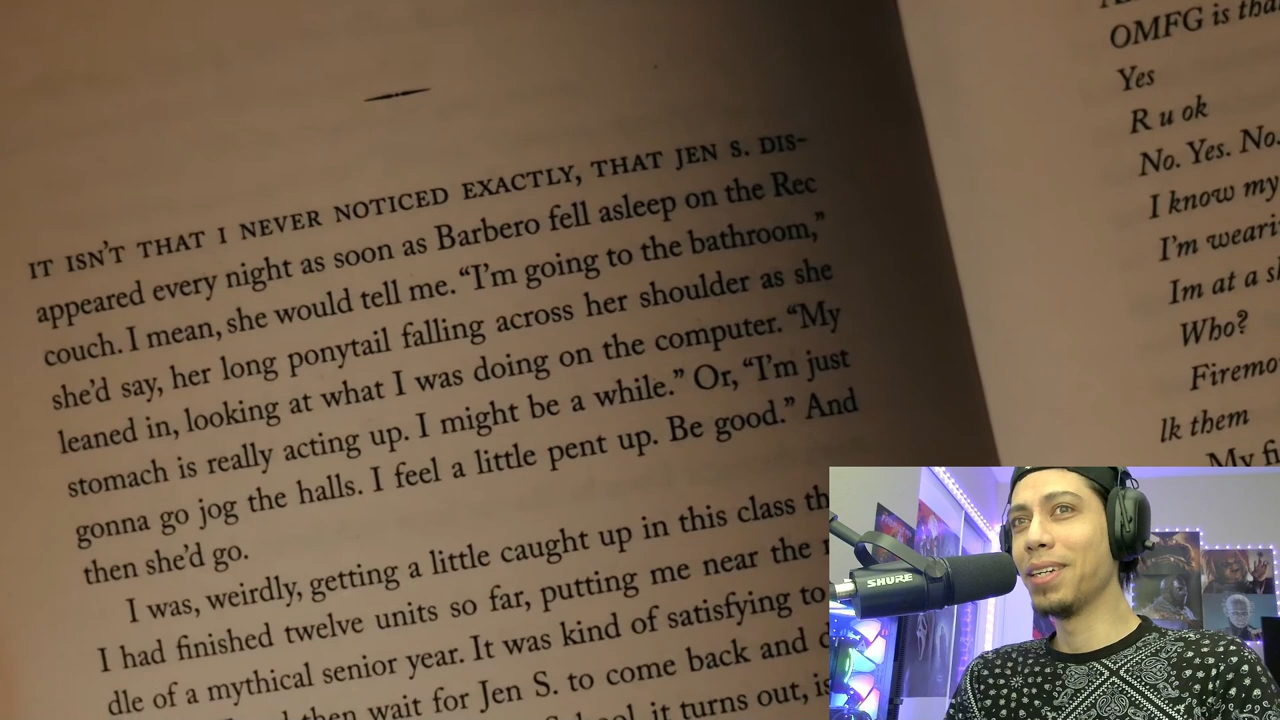 IT ISN'T THAT I NEVER NOTICED EXACTLY, THAT JEN S. DIS-
appeared every night as soon as Barbero fell asleep on the Rec
couch. I mean, she would tell me. “I'm going to the bathroom,”
she'd say, her long ponytail falling across her shoulder as she
leaned in, looking at what I was doing on the computer. “My
stomach is really acting up. I might be a while.” Or, “I'm just
gonna go jog the halls. I feel a little pent up. Be good.” And
then she'd go.
I was, weirdly, getting a little caught up in this class
I had finished twelve units so far, putting me near the
dle of a mythical senior year. It was kind of satisfying to
then wait for Jen S. to come back and
it turns out,
OMFG is
Yes
R u ok
No. Yes. No.
I know my
I'm
Im at a
Who?
lk them
My
SHURE